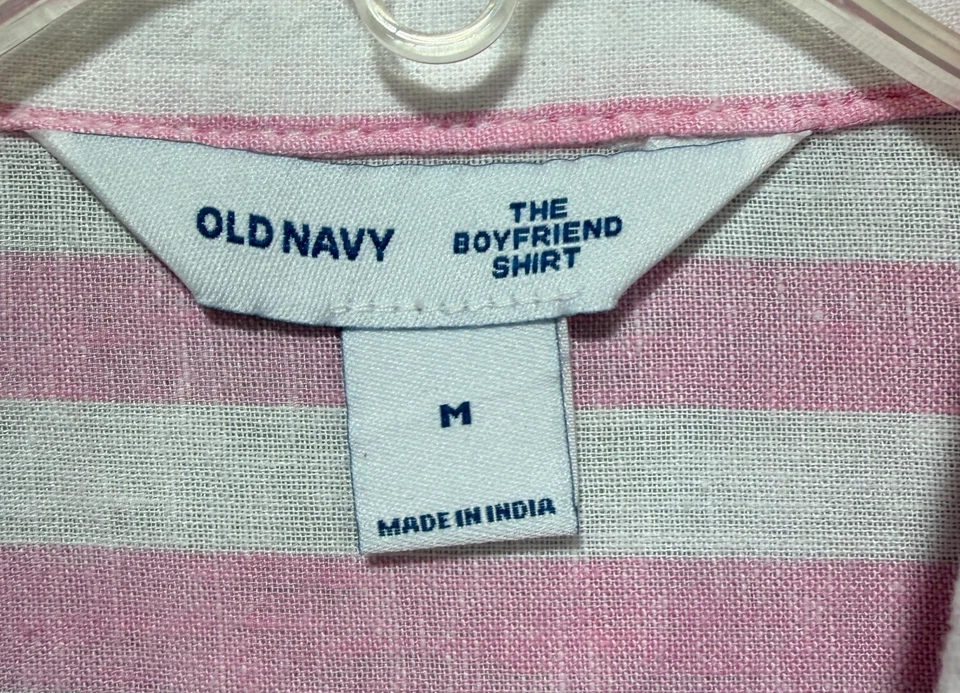 OLD NAVY
THE
BOYFRIEND
SHIRT
M
MADE IN INDIA